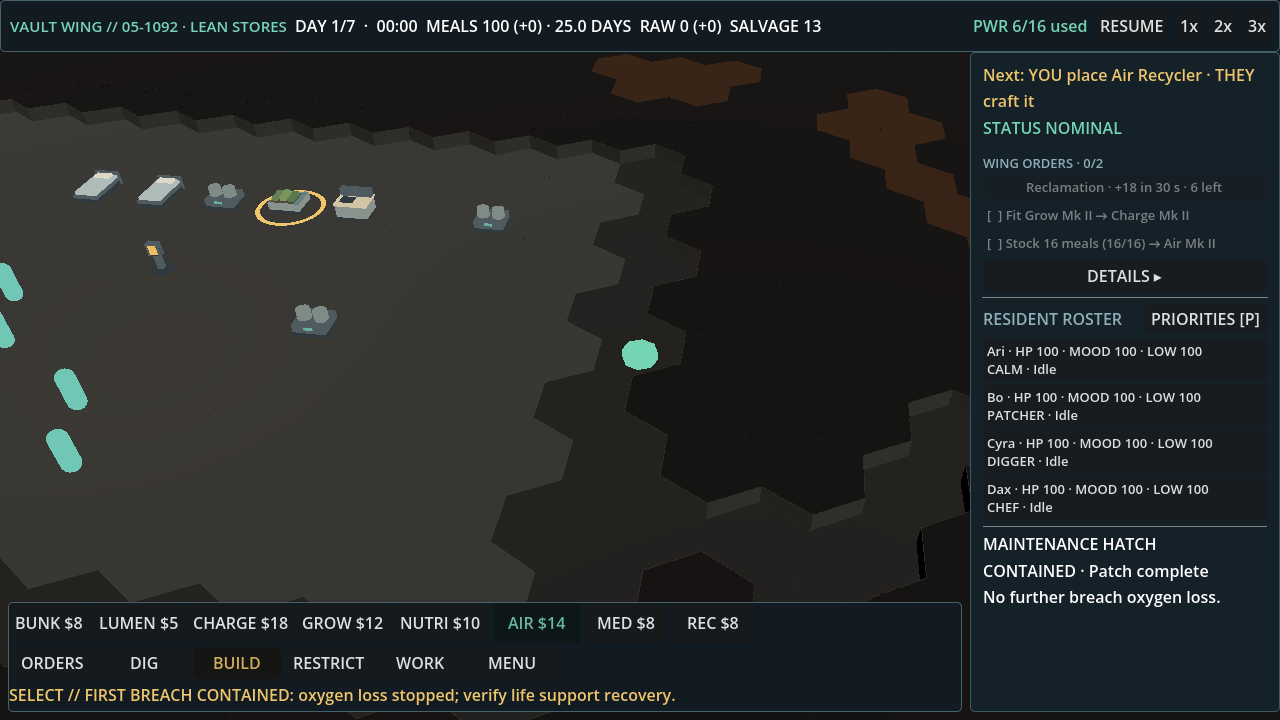 VAULT WING // 05-1092 · LEAN STORES DAY 1/7 · 00:00 MEALS 100 (+0) · 25.0 DAYS RAW 0 (+0) SALVAGE 13 PWR 6/16 used RESUME 1x 2x 3x
Next: YOU place Air Recycler · THEY
craft it
STATUS NOMINAL
WING ORDERS · 0/2
Reclamation · +18 in 30 s · 6 left
[ ] Fit Grow Mk II → Charge Mk II
[ ] Stock 16 meals (16/16) → Air Mk II
DETAILS ▸
RESIDENT ROSTER PRIORITIES [P]
Ari · HP 100 · MOOD 100 · LOW 100
CALM · Idle
Bo · HP 100 · MOOD 100 · LOW 100
PATCHER · Idle
Cyra · HP 100 · MOOD 100 · LOW 100
DIGGER · Idle
Dax · HP 100 · MOOD 100 · LOW 100
CHEF · Idle
MAINTENANCE HATCH
CONTAINED · Patch complete
No further breach oxygen loss.
BUNK $8 LUMEN $5 CHARGE $18 GROW $12 NUTRI $10 AIR $14 MED $8 REC $8
ORDERS DIG BUILD RESTRICT WORK MENU
SELECT // FIRST BREACH CONTAINED: oxygen loss stopped; verify life support recovery.